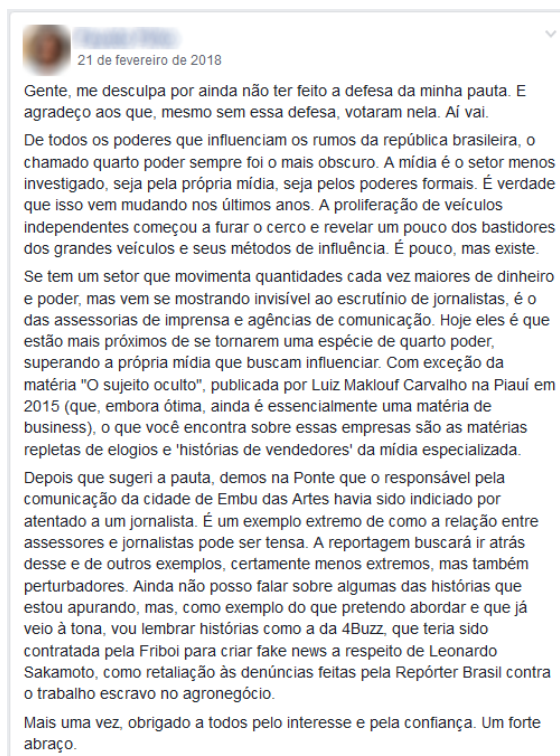 21 de fevereiro de 2018
Gente, me desculpa por ainda não ter feito a defesa da minha pauta. E
agradeço aos que, mesmo sem essa defesa, votaram nela. Aí vai.
De todos os poderes que influenciam os rumos da república brasileira, o
chamado quarto poder sempre foi o mais obscuro. A mídia é o setor menos
investigado, seja pela própria mídia, seja pelos poderes formais. É verdade
que isso vem mudando nos últimos anos. A proliferação de veículos
independentes começou a furar o cerco e revelar um pouco dos bastidores
dos grandes veículos e seus métodos de influência. É pouco, mas existe.
Se tem um setor que movimenta quantidades cada vez maiores de dinheiro
e poder, mas vem se mostrando invisível ao escrutínio de jornalistas, é o
das assessorias de imprensa e agências de comunicação. Hoje eles é que
estão mais próximos de se tornarem uma espécie de quarto poder,
superando a própria mídia que buscam influenciar. Com exceção da
matéria "O sujeito oculto", publicada por Luiz Maklouf Carvalho na Piauí em
2015 (que, embora ótima, ainda é essencialmente uma matéria de
business), o que você encontra sobre essas empresas são as matérias
repletas de elogios e 'histórias de vendedores' da mídia especializada.
Depois que sugeri a pauta, demos na Ponte que o responsável pela
comunicação da cidade de Embu das Artes havia sido indiciado por
atentado a um jornalista. É um exemplo extremo de como a relação entre
assessores e jornalistas pode ser tensa. A reportagem buscará ir atrás
desse e de outros exemplos, certamente menos extremos, mas também
perturbadores. Ainda não posso falar sobre algumas das histórias que
estou apurando, mas, como exemplo do que pretendo abordar e que já
veio à tona, vou lembrar histórias como a da 4Buzz, que teria sido
contratada pela Friboi para criar fake news a respeito de Leonardo
Sakamoto, como retaliação às denúncias feitas pela Repórter Brasil contra
o trabalho escravo no agronegócio.
Mais uma vez, obrigado a todos pelo interesse e pela confiança. Um forte
abraço.